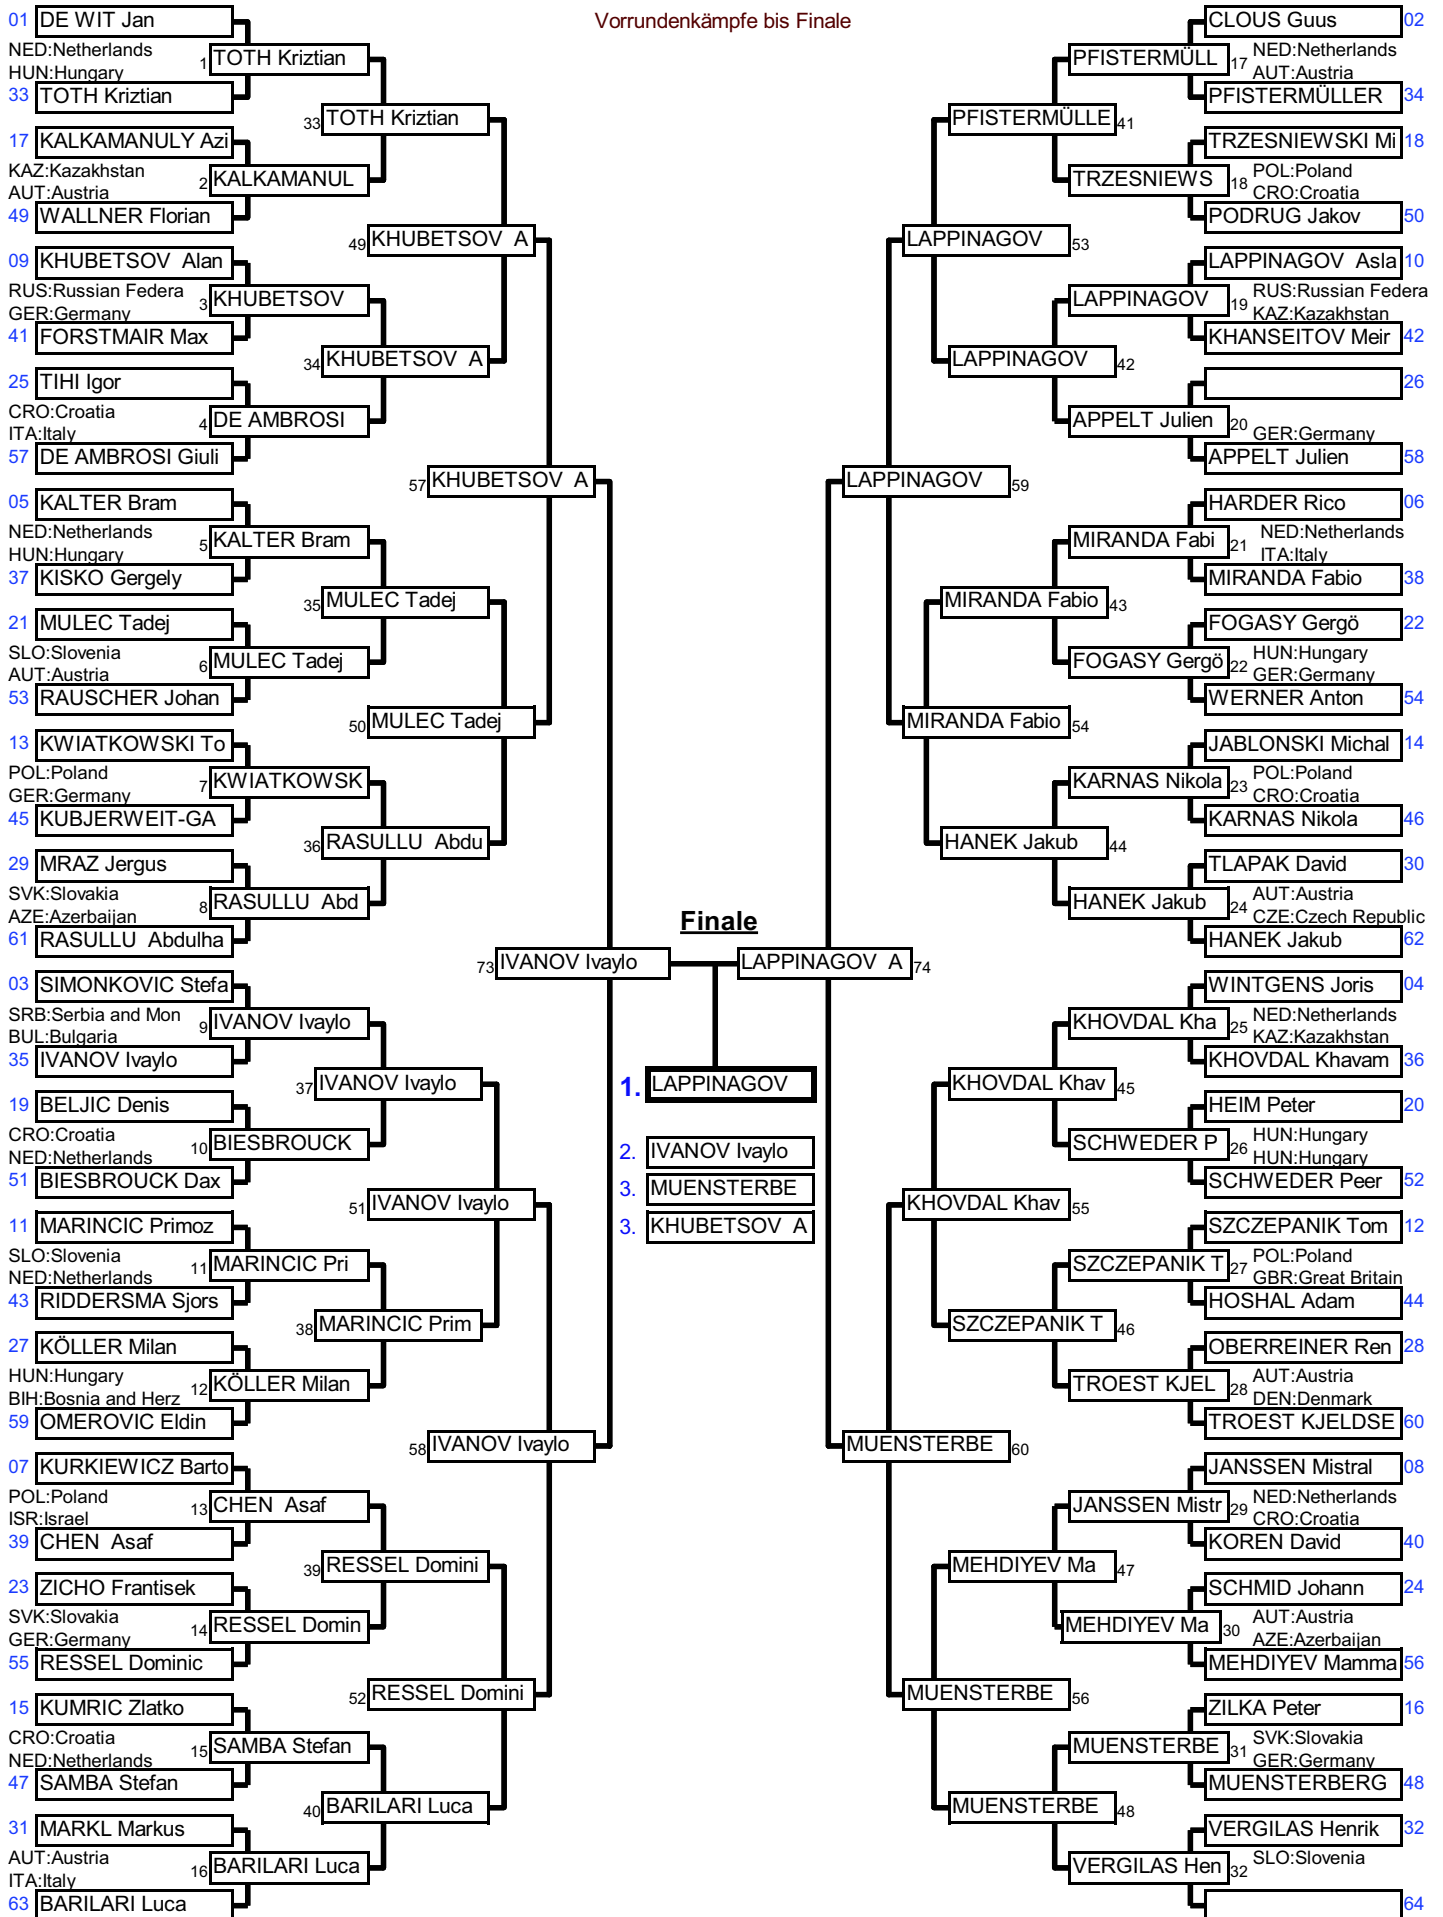 Vorrundenkämpfe bis Finale
01 DE WIT Jan
NED:Netherlands
HUN:Hungary
1 TOTH Kriztian
33 TOTH Kriztian
33 TOTH Kriztian
17 KALKAMANULY Azi
KAZ:Kazakhstan
AUT:Austria
2 KALKAMANUL
49 WALLNER Florian
49 KHUBETSOV A
09 KHUBETSOV Alan
RUS:Russian Federa
GER:Germany
3 KHUBETSOV
41 FORSTMAIR Max
34 KHUBETSOV A
25 TIHI Igor
CRO:Croatia
ITA:Italy
4 DE AMBROSI
57 DE AMBROSI Giuli
57 KHUBETSOV A
05 KALTER Bram
NED:Netherlands
HUN:Hungary
5 KALTER Bram
37 KISKO Gergely
35 MULEC Tadej
21 MULEC Tadej
SLO:Slovenia
AUT:Austria
6 MULEC Tadej
53 RAUSCHER Johan
50 MULEC Tadej
13 KWIATKOWSKI To
POL:Poland
GER:Germany
7 KWIATKOWSK
45 KUBJERWEIT-GA
36 RASULLU Abdu
29 MRAZ Jergus
SVK:Slovakia
AZE:Azerbaijan
8 RASULLU Abd
61 RASULLU Abdulha
73 IVANOV Ivaylo
03 SIMONKOVIC Stefa
SRB:Serbia and Mon
BUL:Bulgaria
9 IVANOV Ivaylo
35 IVANOV Ivaylo
37 IVANOV Ivaylo
19 BELJIC Denis
CRO:Croatia
NED:Netherlands
10 BIESBROUCK
51 BIESBROUCK Dax
51 IVANOV Ivaylo
11 MARINCIC Primoz
SLO:Slovenia
NED:Netherlands
11 MARINCIC Pri
43 RIDDERSMA Sjors
38 MARINCIC Prim
27 KÖLLER Milan
HUN:Hungary
BIH:Bosnia and Herz
12 KÖLLER Milan
59 OMEROVIC Eldin
58 IVANOV Ivaylo
07 KURKIEWICZ Barto
POL:Poland
ISR:Israel
13 CHEN Asaf
39 CHEN Asaf
39 RESSEL Domini
23 ZICHO Frantisek
SVK:Slovakia
GER:Germany
14 RESSEL Domin
55 RESSEL Dominic
52 RESSEL Domini
15 KUMRIC Zlatko
CRO:Croatia
NED:Netherlands
15 SAMBA Stefan
47 SAMBA Stefan
40 BARILARI Luca
31 MARKL Markus
AUT:Austria
ITA:Italy
16 BARILARI Luca
63 BARILARI Luca
Finale
1. LAPPINAGOV
2. IVANOV Ivaylo
3. MUENSTERBE
3. KHUBETSOV A
CLOUS Guus 02
PFISTERMÜLL 17
NED:Netherlands
AUT:Austria
PFISTERMÜLLER 34
PFISTERMÜLLE 41
TRZESNIEWSKI Mi 18
TRZESNIEWS 18
POL:Poland
CRO:Croatia
PODRUG Jakov 50
LAPPINAGOV 53
LAPPINAGOV Asla 10
LAPPINAGOV 19
RUS:Russian Federa
KAZ:Kazakhstan
KHANSEITOV Meir 42
LAPPINAGOV 42
26
APPELT Julien 20
GER:Germany
APPELT Julien 58
LAPPINAGOV 59
HARDER Rico 06
MIRANDA Fabi 21
NED:Netherlands
ITA:Italy
MIRANDA Fabio 38
MIRANDA Fabio 43
FOGASY Gergö 22
FOGASY Gergö 22
HUN:Hungary
GER:Germany
WERNER Anton 54
MIRANDA Fabio 54
JABLONSKI Michal 14
KARNAS Nikola 23
POL:Poland
CRO:Croatia
KARNAS Nikola 46
HANEK Jakub 44
TLAPAK David 30
HANEK Jakub 24
AUT:Austria
CZE:Czech Republic
HANEK Jakub 62
LAPPINAGOV A 74
WINTGENS Joris 04
KHOVDAL Kha 25
NED:Netherlands
KAZ:Kazakhstan
KHOVDAL Khavam 36
KHOVDAL Khav 45
HEIM Peter 20
SCHWEDER P 26
HUN:Hungary
HUN:Hungary
SCHWEDER Peer 52
KHOVDAL Khav 55
SZCZEPANIK Tom 12
SZCZEPANIK T 27
POL:Poland
GBR:Great Britain
HOSHAL Adam 44
SZCZEPANIK T 46
OBERREINER Ren 28
TROEST KJEL 28
AUT:Austria
DEN:Denmark
TROEST KJELDSE 60
MUENSTERBE 60
JANSSEN Mistral 08
JANSSEN Mistr 29
NED:Netherlands
CRO:Croatia
KOREN David 40
MEHDIYEV Ma 47
SCHMID Johann 24
MEHDIYEV Ma 30
AUT:Austria
AZE:Azerbaijan
MEHDIYEV Mamma 56
MUENSTERBE 56
ZILKA Peter 16
MUENSTERBE 31
SVK:Slovakia
GER:Germany
MUENSTERBERG 48
MUENSTERBE 48
VERGILAS Henrik 32
VERGILAS Hen 32
SLO:Slovenia
64